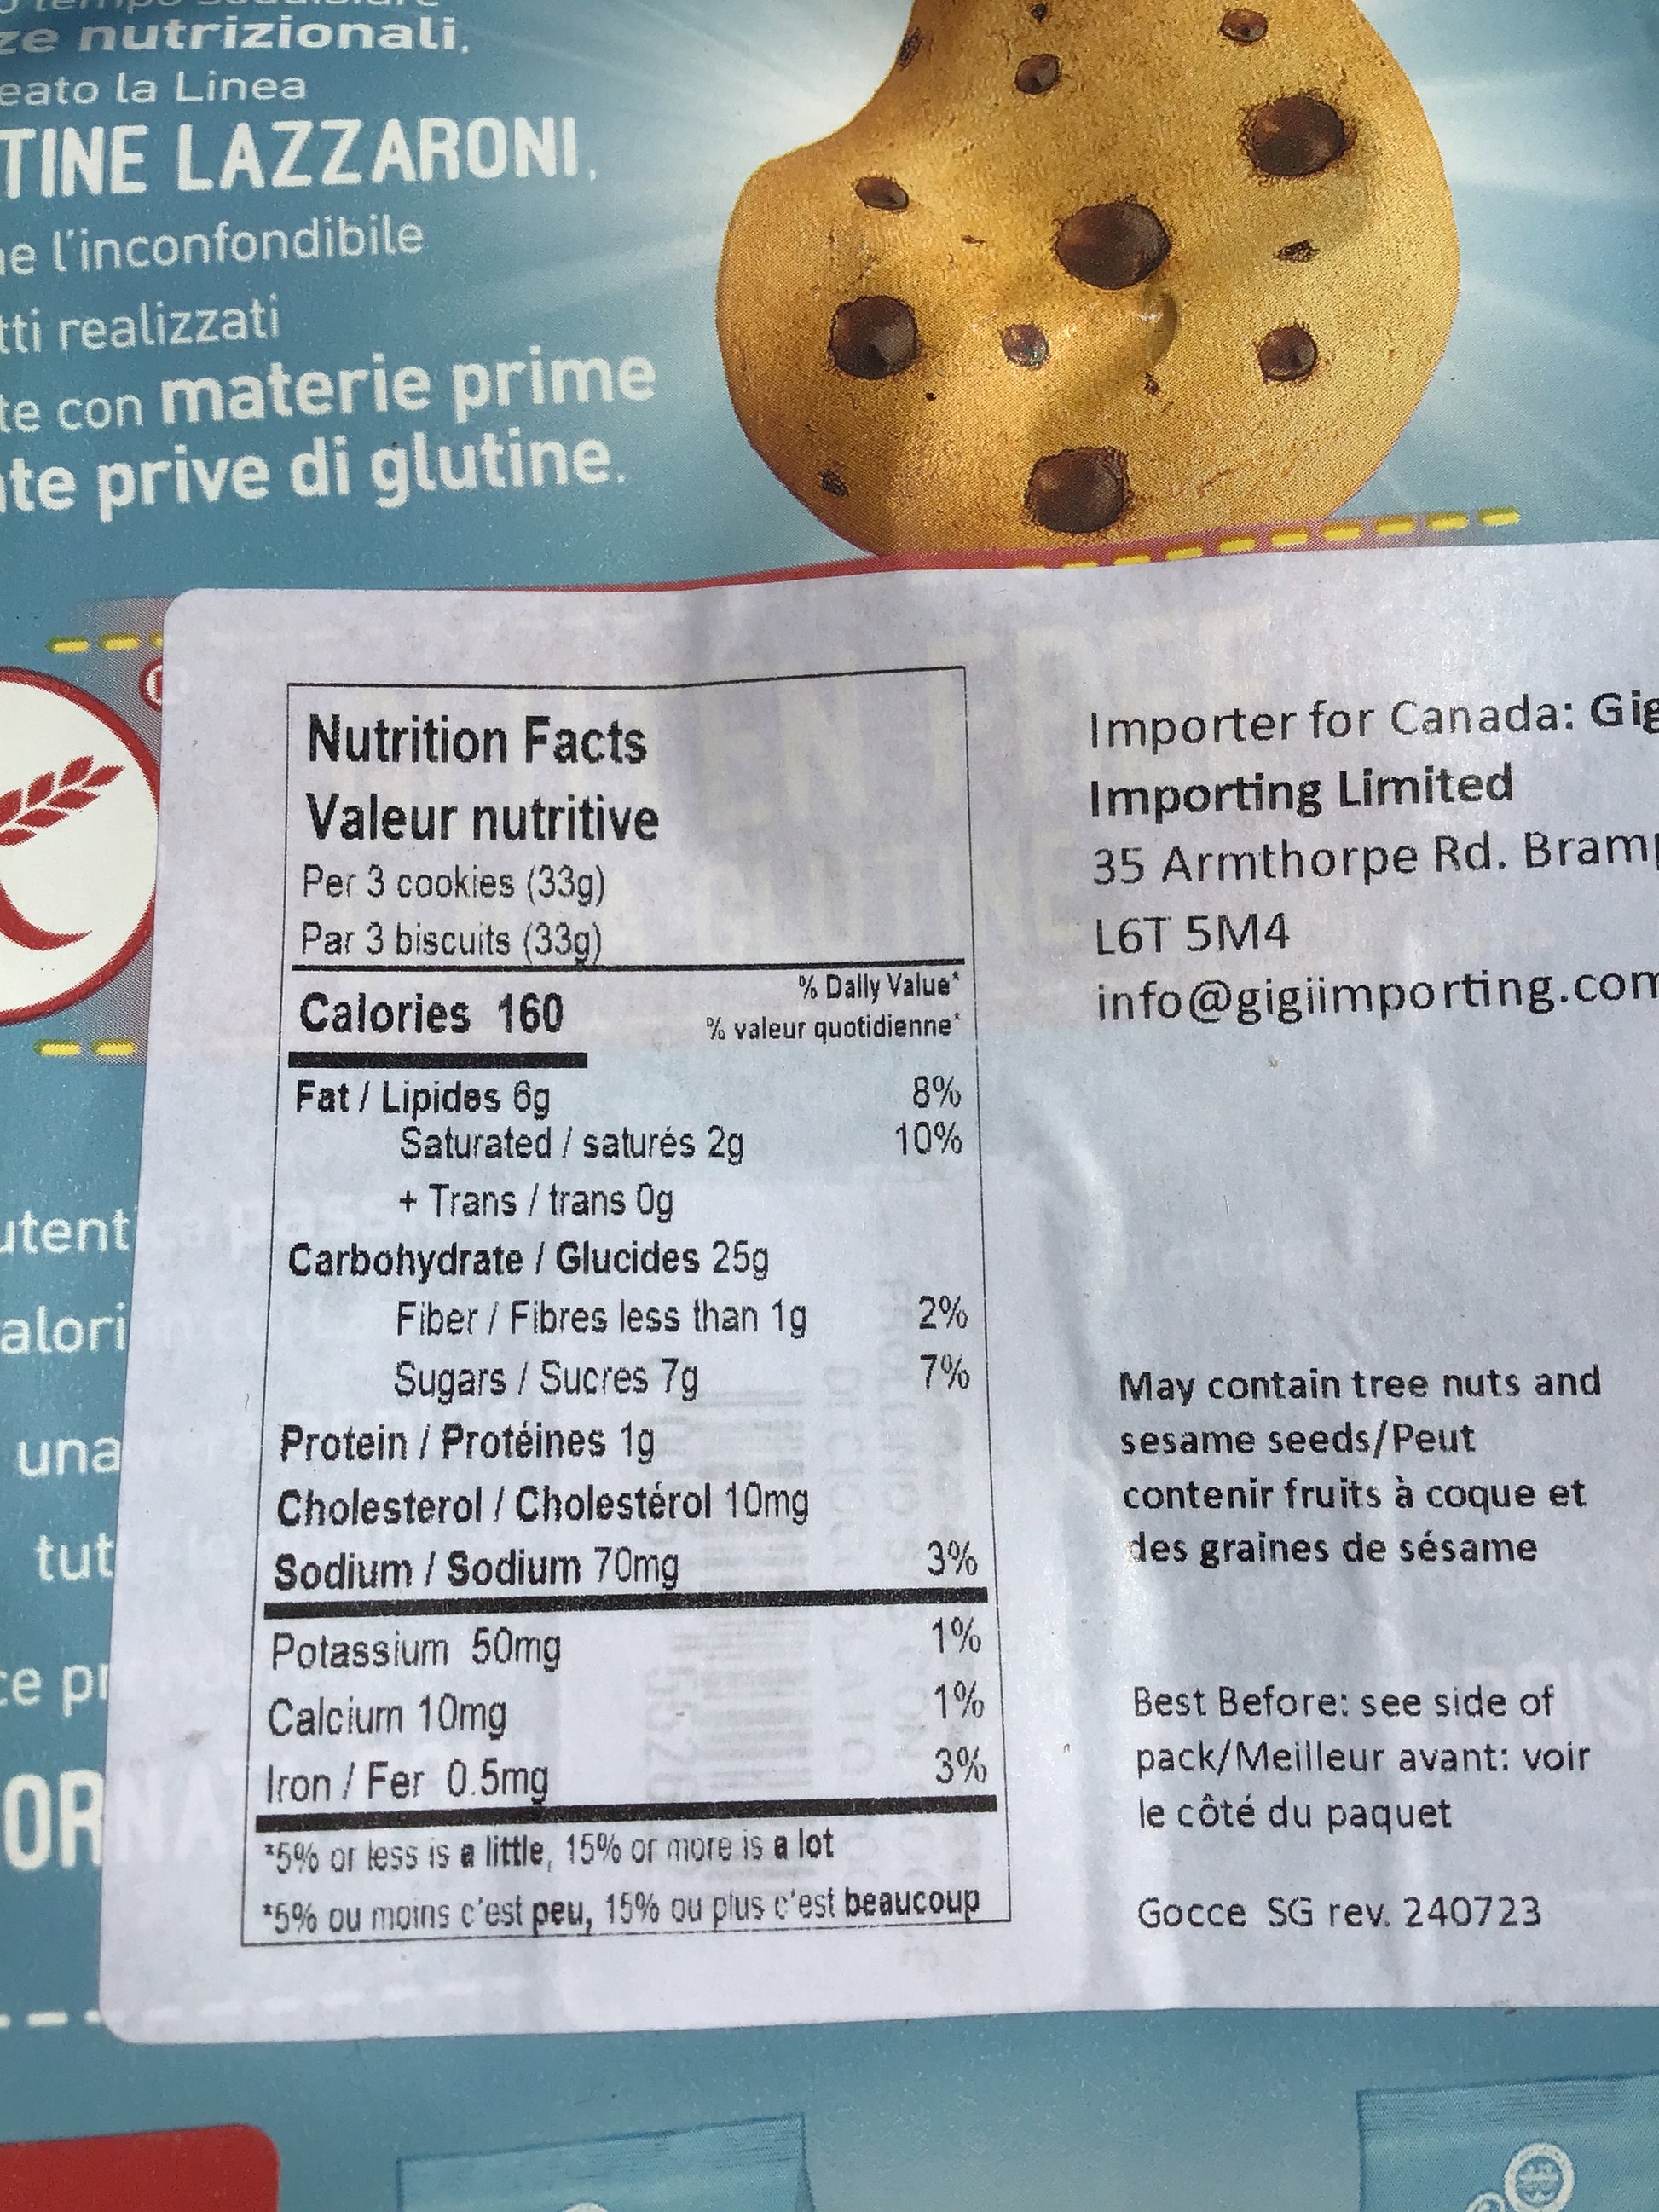 ze nutrizionali,
eato la Linea
TINE LAZZARONI,
ne l'inconfondibile
tti realizzati
te con materie prime
nte prive di glutine.
Nutrition Facts
Valeur nutritive
Per 3 cookies (33g)
Par 3 biscuits (33g)
Calories 160
% Daily Value*
% valeur quotidienne*
Fat / Lipides 6g 8%
Saturated / saturés 2g 10%
+ Trans / trans 0g
Carbohydrate / Glucides 25g
Fiber / Fibres less than 1g 2%
Sugars / Sucres 7g 7%
Protein / Protéines 1g
Cholesterol / Cholestérol 10mg
Sodium / Sodium 70mg 3%
Potassium 50mg 1%
Calcium 10mg 1%
Iron / Fer 0.5mg 3%
*5% or less is a little, 15% or more is a lot
*5% ou moins c'est peu, 15% ou plus c'est beaucoup
Importer for Canada: Gig
Importing Limited
35 Armthorpe Rd. Bramp
L6T 5M4
info@gigiimporting.com
May contain tree nuts and
sesame seeds/Peut
contenir fruits à coque et
des graines de sésame
Best Before: see side of
pack/Meilleur avant: voir
le côté du paquet
Gocce SG rev. 240723
utent
alori
una
tut
ce pr
OR